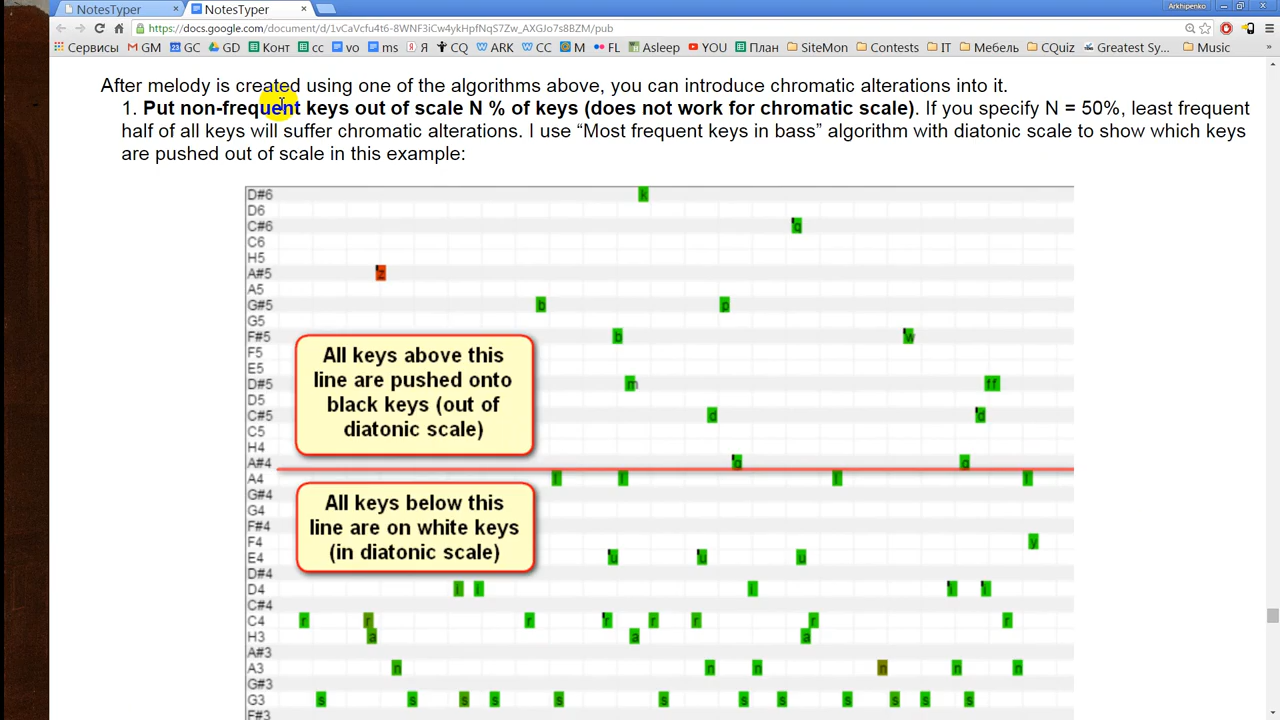 NotesTyper
NotesTyper
Arkhipenko
https://docs.google.com/document/d/1vCaVcfu4t6-8WNF3iCw4ykHpfNqS7Zw_AXGJo7s8BZM/pub
Сервисы GM GC GD Конт cc vo ms Я CQ ARK CC M FL Asleep YOU План SiteMon Contests IT Мебель CQuiz Greatest Sy... Music
After melody is created using one of the algorithms above, you can introduce chromatic alterations into it.
1. Put non-frequent keys out of scale N % of keys (does not work for chromatic scale). If you specify N = 50%, least frequent
half of all keys will suffer chromatic alterations. I use “Most frequent keys in bass” algorithm with diatonic scale to show which keys
are pushed out of scale in this example:
D#6 k
D6
C#6 'q
C6
H5
A#5 'z
A5
G#5 b p
G5
F#5 b 'w
F5
E5
D#5 m ff
D5
C#5 d 'd
C5
H4
A#4 'g g
All keys above this
line are pushed onto
black keys (out of
diatonic scale)
A4 l l l l
G#4
G4
F#4
F4 y
E4 'u 'u u
D#4
D4 i i i 'i 'i
C#4
C4 r r r 'r r r r r
H3 a a a
A#3
A3 n n n n n n
G#3
G3 s s s s s s s s s s s
F#3
All keys below this
line are on white keys
(in diatonic scale)